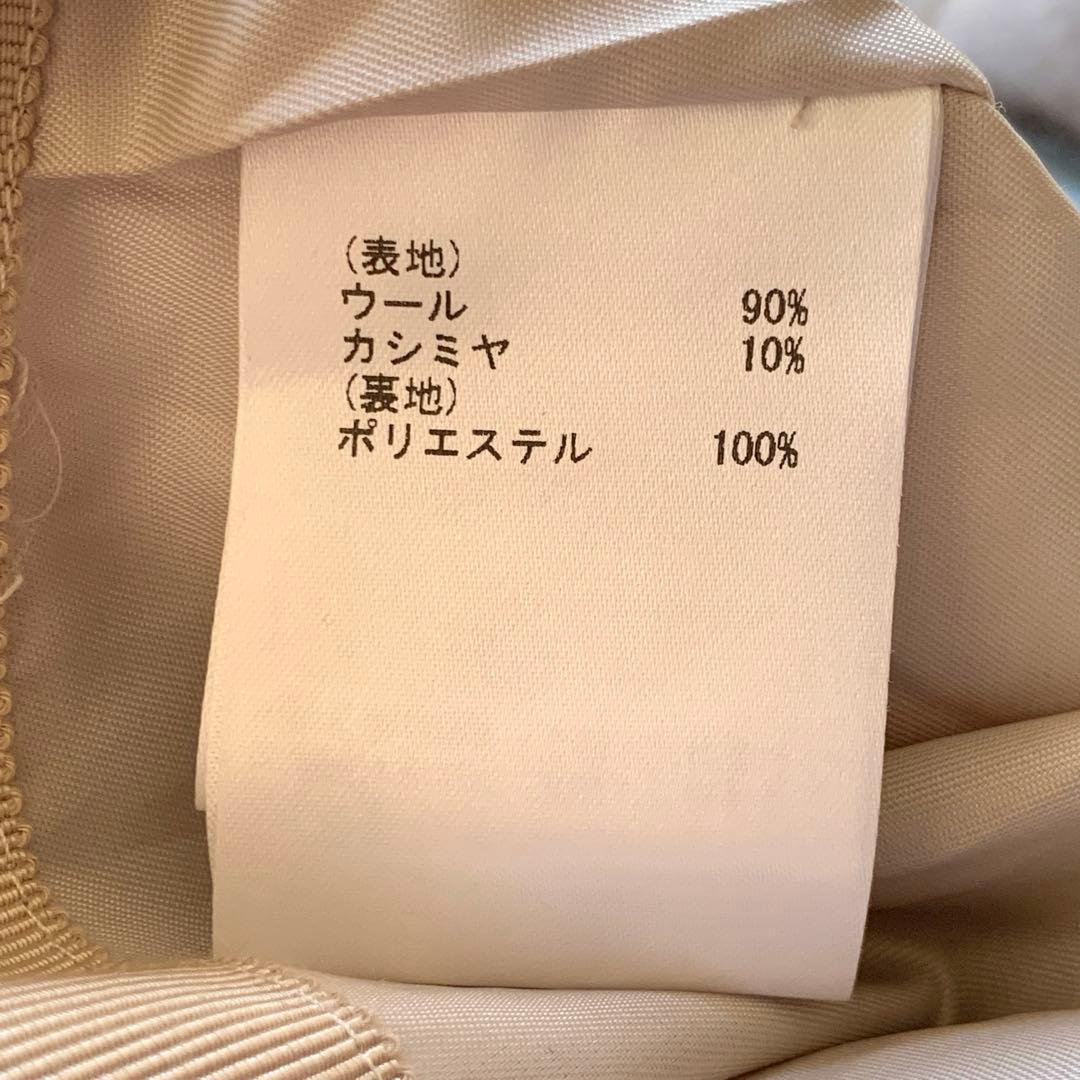 (表地)
ウール 90%
カシミヤ 10%
(裏地)
ポリエステル 100%